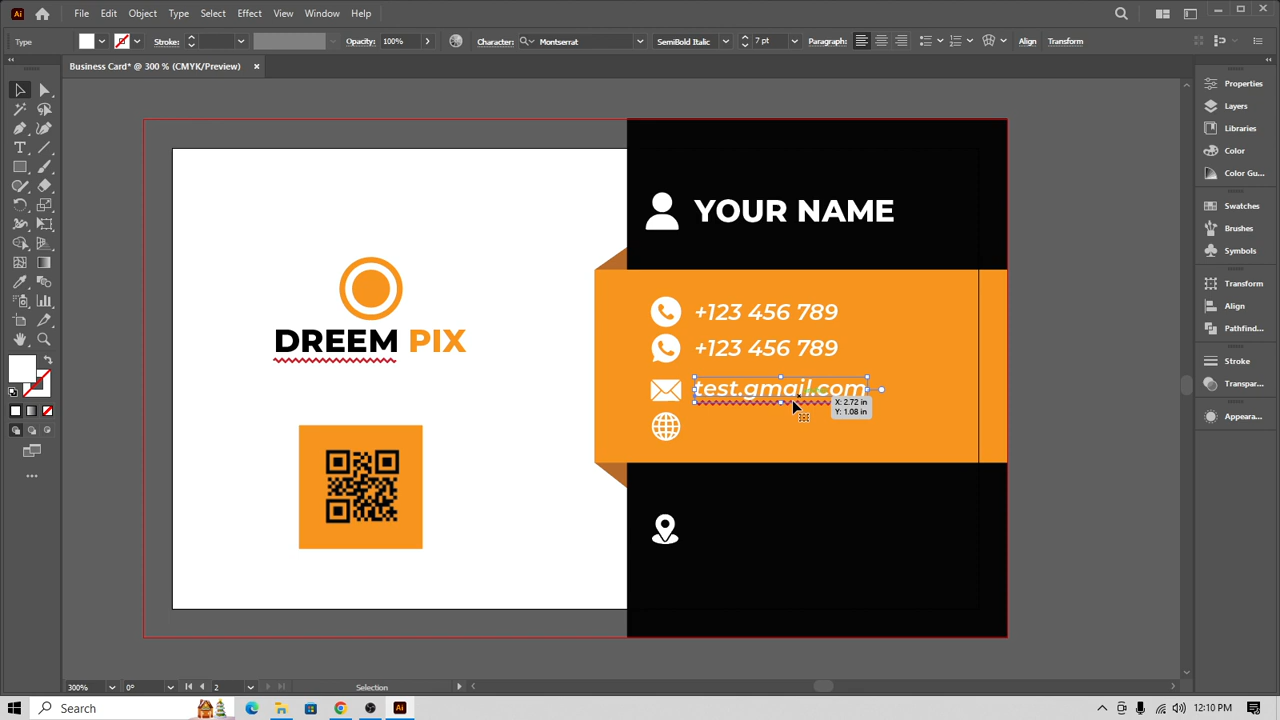 File Edit Object Type Select Effect View Window Help
Type Stroke: Opacity: 100% Character: Montserrat SemiBold Italic 7 pt Paragraph: Align Transform
Business Card* @ 300 % (CMYK/Preview)
Properties
Layers
Libraries
Color
Color Gu...
Swatches
Brushes
Symbols
Transform
Align
Pathfind...
Stroke
Transpar...
Appeara...
YOUR NAME
+123 456 789
+123 456 789
test.gmail.com
X: 2.72 in
Y: 1.08 in
DREEM PIX
300% 0° 2 Selection
Search
12:10 PM